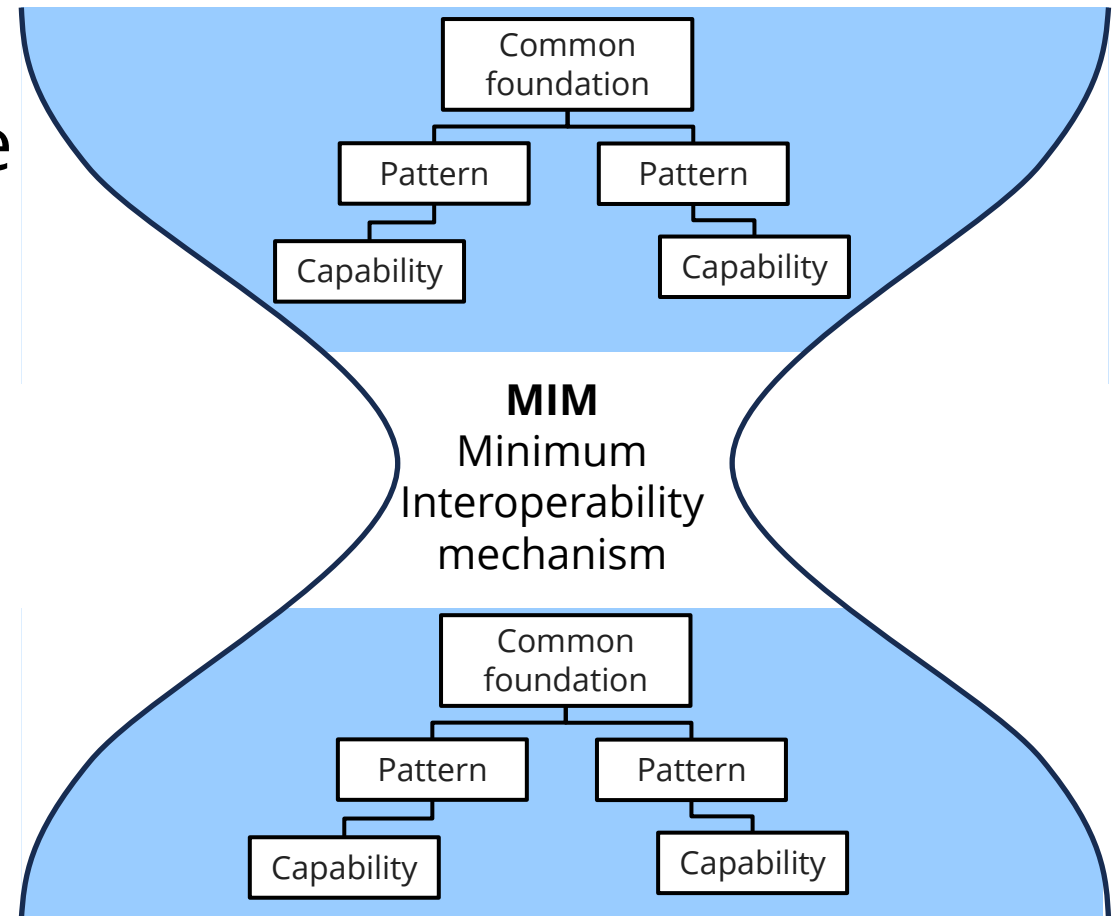 Common
foundation
e
Pattern
Pattern
Capability
Capability
MIM
Minimum
Interoperability
mechanism
Common
foundation
Pattern
Pattern
Capability
Capability